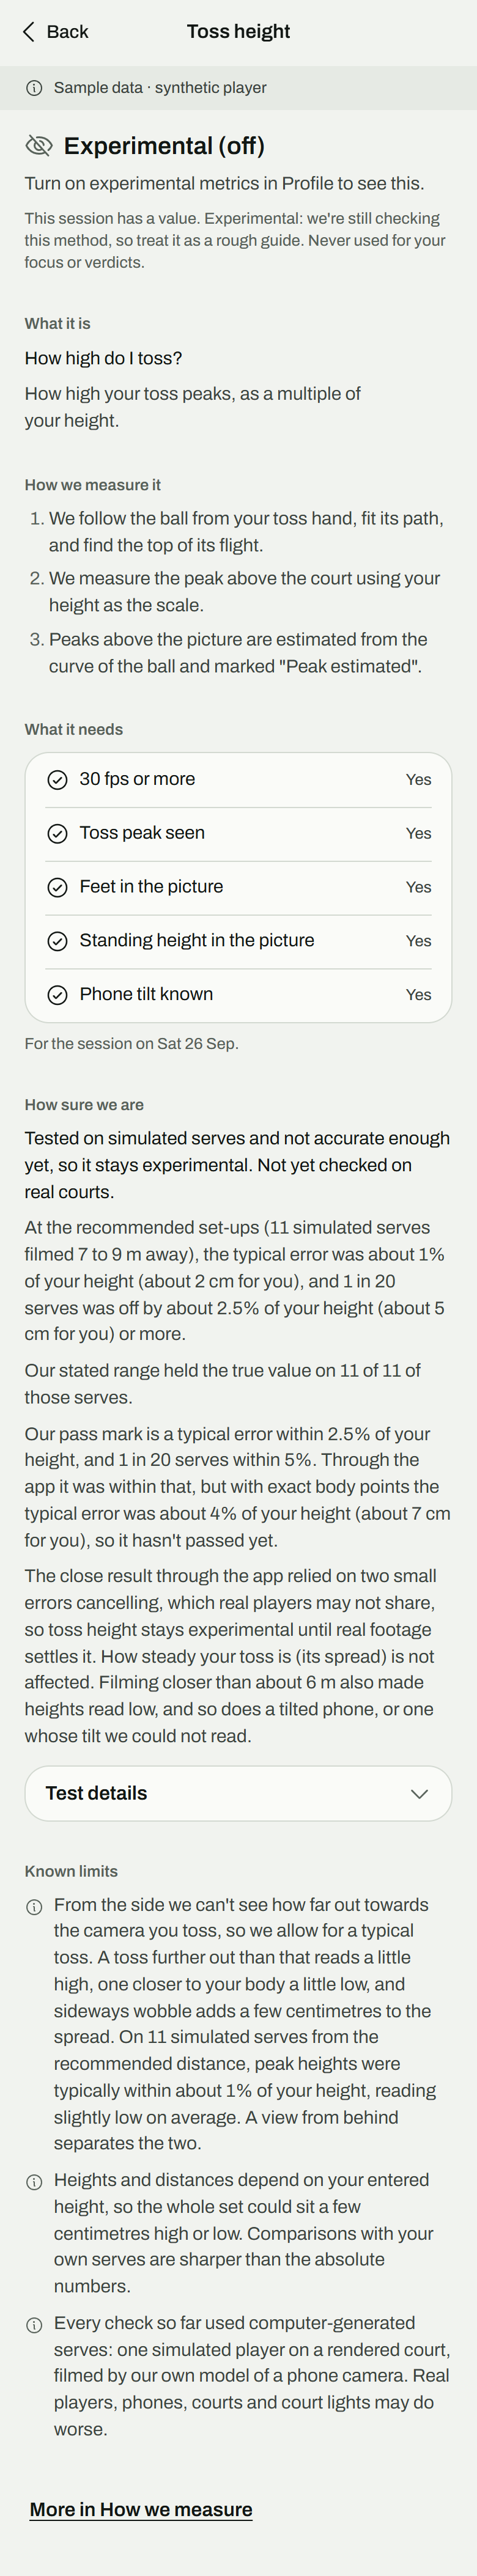 Back
Toss height
Sample data · synthetic player
Experimental (off)
Turn on experimental metrics in Profile to see this.
This session has a value. Experimental: we're still checking
this method, so treat it as a rough guide. Never used for your
focus or verdicts.
What it is
How high do I toss?
How high your toss peaks, as a multiple of
your height.
How we measure it
1. We follow the ball from your toss hand, fit its path,
and find the top of its flight.
2. We measure the peak above the court using your
height as the scale.
3. Peaks above the picture are estimated from the
curve of the ball and marked "Peak estimated".
What it needs
30 fps or more Yes
Toss peak seen Yes
Feet in the picture Yes
Standing height in the picture Yes
Phone tilt known Yes
For the session on Sat 26 Sep.
How sure we are
Tested on simulated serves and not accurate enough
yet, so it stays experimental. Not yet checked on
real courts.
At the recommended set-ups (11 simulated serves
filmed 7 to 9 m away), the typical error was about 1%
of your height (about 2 cm for you), and 1 in 20
serves was off by about 2.5% of your height (about 5
cm for you) or more.
Our stated range held the true value on 11 of 11 of
those serves.
Our pass mark is a typical error within 2.5% of your
height, and 1 in 20 serves within 5%. Through the
app it was within that, but with exact body points the
typical error was about 4% of your height (about 7 cm
for you), so it hasn't passed yet.
The close result through the app relied on two small
errors cancelling, which real players may not share,
so toss height stays experimental until real footage
settles it. How steady your toss is (its spread) is not
affected. Filming closer than about 6 m also made
heights read low, and so does a tilted phone, or one
whose tilt we could not read.
Test details
Known limits
From the side we can't see how far out towards
the camera you toss, so we allow for a typical
toss. A toss further out than that reads a little
high, one closer to your body a little low, and
sideways wobble adds a few centimetres to the
spread. On 11 simulated serves from the
recommended distance, peak heights were
typically within about 1% of your height, reading
slightly low on average. A view from behind
separates the two.
Heights and distances depend on your entered
height, so the whole set could sit a few
centimetres high or low. Comparisons with your
own serves are sharper than the absolute
numbers.
Every check so far used computer-generated
serves: one simulated player on a rendered court,
filmed by our own model of a phone camera. Real
players, phones, courts and court lights may do
worse.
More in How we measure